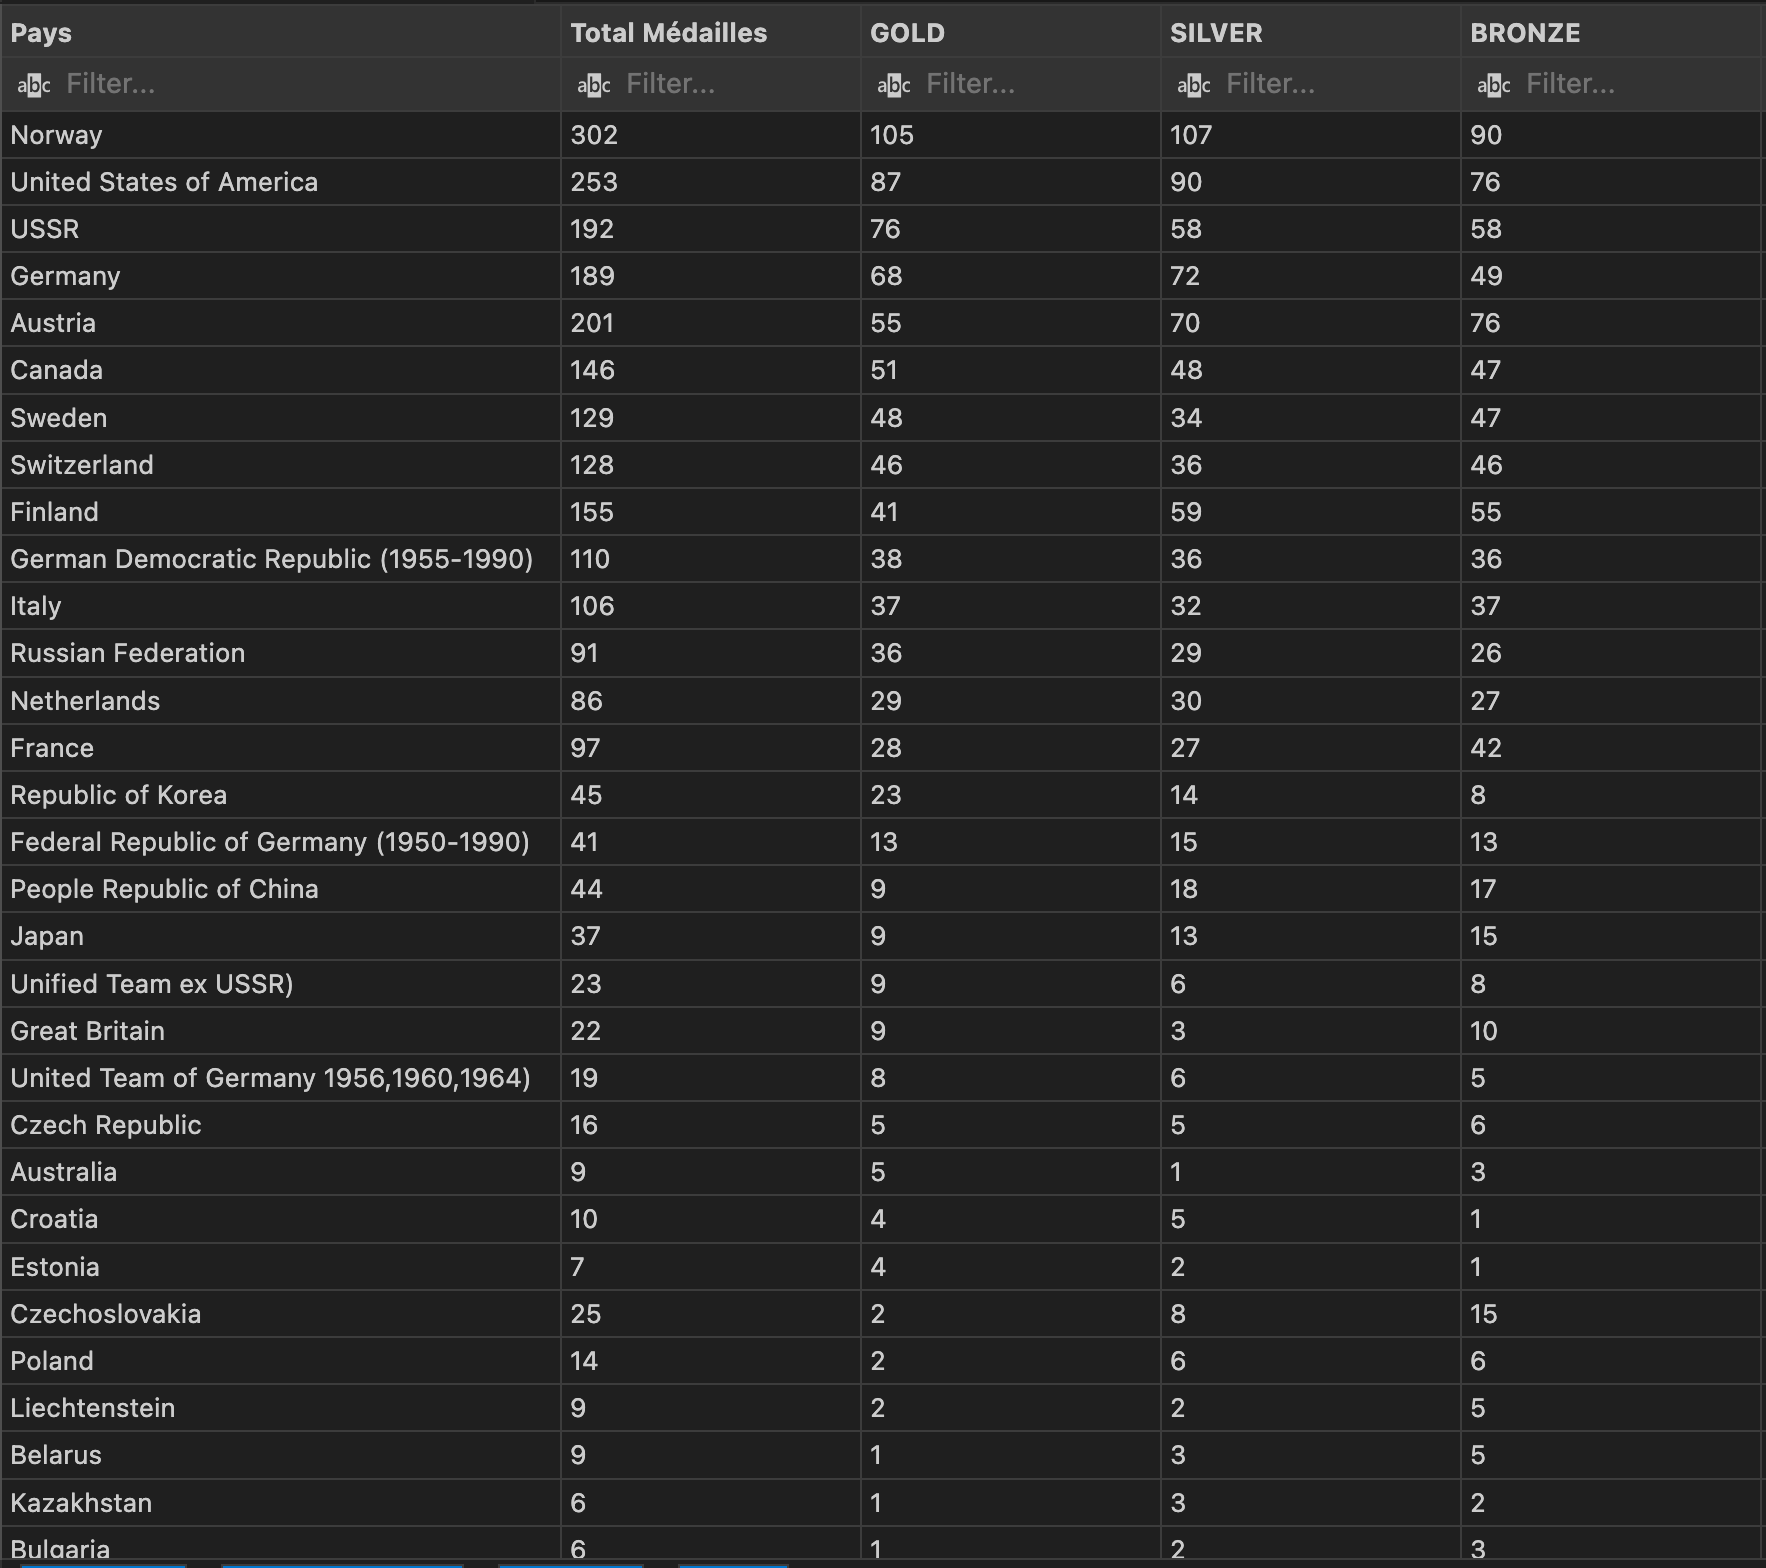 Pays Total Médailles GOLD SILVER BRONZE
abc Filter... abc Filter... abc Filter... abc Filter... abc Filter...
Norway 302 105 107 90
United States of America 253 87 90 76
USSR 192 76 58 58
Germany 189 68 72 49
Austria 201 55 70 76
Canada 146 51 48 47
Sweden 129 48 34 47
Switzerland 128 46 36 46
Finland 155 41 59 55
German Democratic Republic (1955-1990) 110 38 36 36
Italy 106 37 32 37
Russian Federation 91 36 29 26
Netherlands 86 29 30 27
France 97 28 27 42
Republic of Korea 45 23 14 8
Federal Republic of Germany (1950-1990) 41 13 15 13
People Republic of China 44 9 18 17
Japan 37 9 13 15
Unified Team ex USSR) 23 9 6 8
Great Britain 22 9 3 10
United Team of Germany 1956,1960,1964) 19 8 6 5
Czech Republic 16 5 5 6
Australia 9 5 1 3
Croatia 10 4 5 1
Estonia 7 4 2 1
Czechoslovakia 25 2 8 15
Poland 14 2 6 6
Liechtenstein 9 2 2 5
Belarus 9 1 3 5
Kazakhstan 6 1 3 2
Bulgaria 6 1 2 3